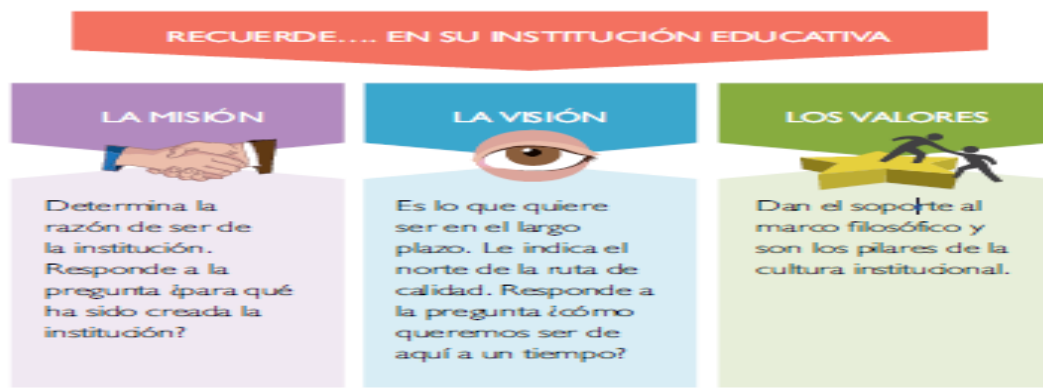 RECUERDE.... EN SU INSTITUCIÓN EDUCATIVA
LA MISIÓN
Determina la
razón de ser de
la institución.
Responde a la
pregunta ¿para qué
ha sido creada la
institución?
LA VISIÓN
Es lo que quiere
ser en el largo
plazo. Le indica el
norte de la ruta de
calidad. Responde a
la pregunta ¿cómo
queremos ser de
aquí a un tiempo?
LOS VALORES
Dan el soporte al
marco filosófico y
son los pilares de la
cultura institucional.